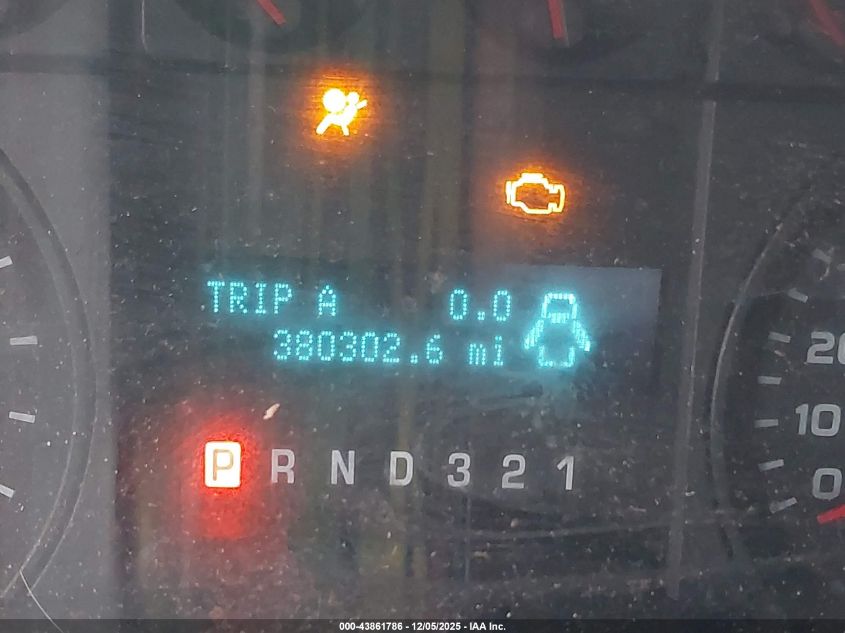 TRIP A 0.0
380302.6 mi
P R N D 3 2 1
20
10
0
000-43861786 - 12/05/2025 - IAA Inc.